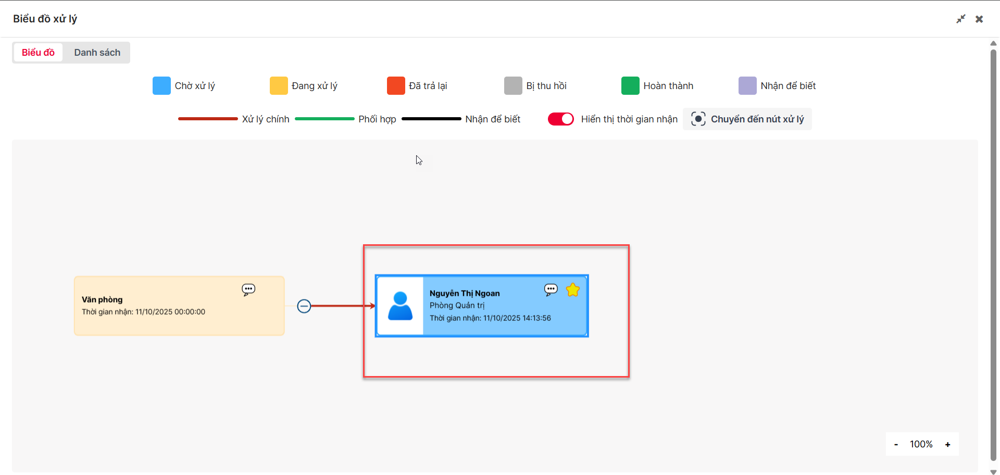 Biểu đồ xử lý
Biểu đồ Danh sách
Chờ xử lý Đang xử lý Đã trả lại Bị thu hồi Hoàn thành Nhận để biết
Xử lý chính Phối hợp Nhận để biết Hiển thị thời gian nhận Chuyển đến nút xử lý
Văn phòng
Thời gian nhận: 11/10/2025 00:00:00
Nguyễn Thị Ngoan
Phòng Quản trị
Thời gian nhận: 11/10/2025 14:13:56
- 100% +